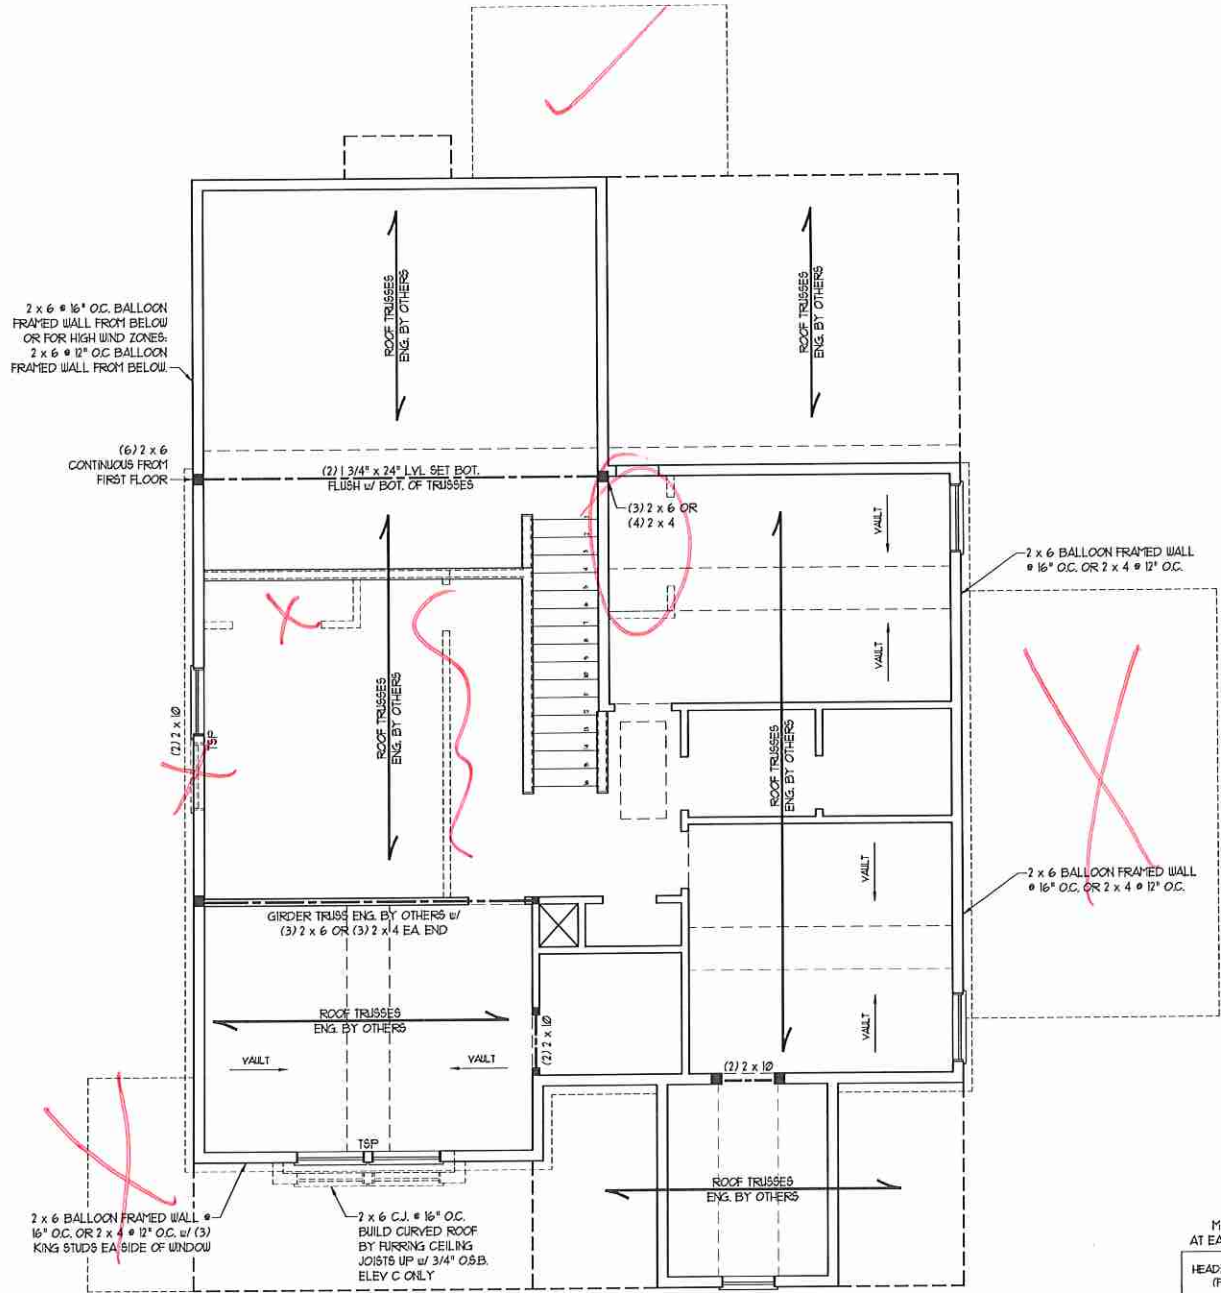 ROOF TRUSSES
ENG. BY OTHERS
ROOF TRUSSES
ENG. BY OTHERS
2 x 6 @ 16" O.C. BALLOON
FRAMED WALL FROM BELOW
OR FOR HIGH WIND ZONES:
2 x 6 @ 12" O.C BALLOON
FRAMED WALL FROM BELOW.
(6) 2 x 6
CONTINUOUS FROM
FIRST FLOOR
(2) 1 3/4" x 24" LVL SET BOT.
FLUSH w/ BOT. OF TRUSSES
(3) 2 x 6 OR
(4) 2 x 4
VAULT
VAULT
2 x 6 BALLOON FRAMED WALL
@ 16" O.C. OR 2 x 4 @ 12" O.C.
ROOF TRUSSES
ENG. BY OTHERS
(2) 2 x 10
TSP
ROOF TRUSSES
ENG. BY OTHERS
VAULT
VAULT
2 x 6 BALLOON FRAMED WALL
@ 16" O.C. OR 2 x 4 @ 12" O.C.
GIRDER TRUSS ENG. BY OTHERS w/
(3) 2 x 6 OR (3) 2 x 4 EA. END
ROOF TRUSSES
ENG. BY OTHERS
VAULT
VAULT
(2) 2 x 10
(2) 2 x 10
TSP
ROOF TRUSSES
ENG. BY OTHERS
2 x 6 BALLOON FRAMED WALL @
16" O.C. OR 2 x 4 @ 12" O.C. w/ (3)
KING STUDS EA SIDE OF WINDOW
2 x 6 C.J. @ 16" O.C.
BUILD CURVED ROOF
BY FURRING CEILING
JOISTS UP w/ 3/4" O.S.B.
ELEV C ONLY
AT EA
HEAD